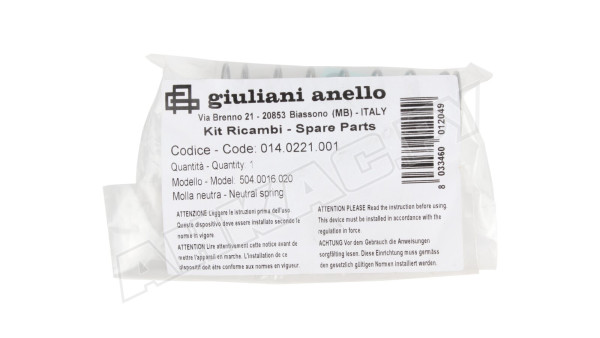 giuliani anello
Via Brenno 21 - 20853 Biassono (MB) - ITALY
Kit Ricambi - Spare Parts
Codice - Code: 014.0221.001
Quantità - Quantity: 1
Modello - Model: 504.0016.020
Molla neutra - Neutral spring
8 033460 012049
ATTENZIONE Leggere le istruzioni prima dell'uso.
Questo dispositivo deve essere installato secondo le
norme in vigore.
ATTENTION Lire attentivement cette notice avant de
mettre l'appareil en marche. L'installation de ce
dispositif doit être conforme aux normes en vigueur.
ATTENTION PLEASE Read the instruction before using.
This device must be installed in accordance with the
regulation in force.
ACHTUNG Vor dem Gebrauch die Anweisungen
sorgfälting lesen. Diese Einrichtung muss gemäss
den gesetzlich gültigen Normen installiert werden.